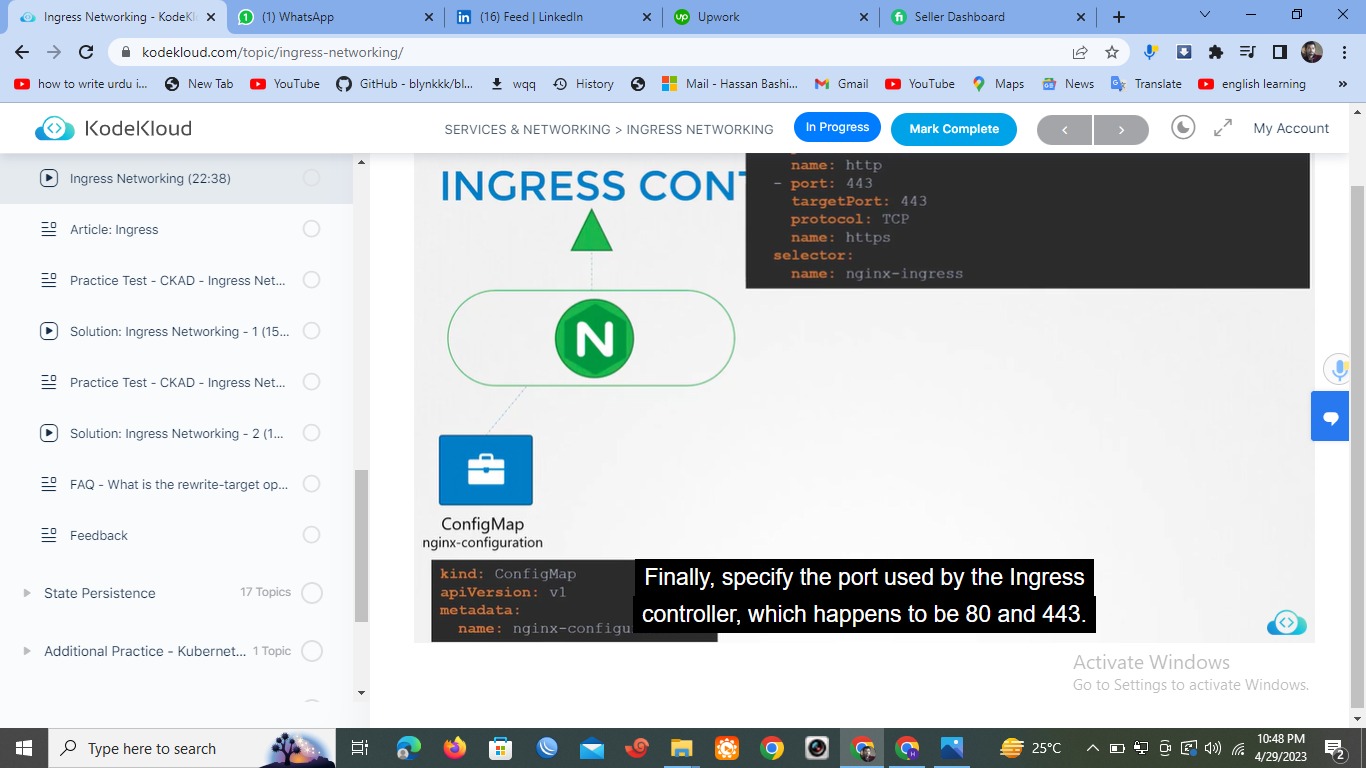 Ingress Networking - KodeKl
(1) WhatsApp
(16) Feed | LinkedIn
Upwork
Seller Dashboard
kodekloud.com/topic/ingress-networking/
how to write urdu i...
New Tab
YouTube
GitHub - blynkkk/bl...
wqq
History
Mail - Hassan Bashi...
Gmail
YouTube
Maps
News
Translate
english learning
»
KodeKloud
SERVICES & NETWORKING > INGRESS NETWORKING
In Progress
Mark Complete
My Account
Ingress Networking (22:38)
Article: Ingress
Practice Test - CKAD - Ingress Net...
Solution: Ingress Networking - 1 (15...
Practice Test - CKAD - Ingress Net...
Solution: Ingress Networking - 2 (1...
FAQ - What is the rewrite-target op...
Feedback
State Persistence
17 Topics
Additional Practice - Kubernet...
1 Topic
INGRESS CONT
name: http
- port: 443
targetPort: 443
protocol: TCP
name: https
selector:
name: nginx-ingress
N
ConfigMap
nginx-configuration
kind: ConfigMap
apiVersion: v1
metadata:
name: nginx-configu
Finally, specify the port used by the Ingress
controller, which happens to be 80 and 443.
Activate Windows
Go to Settings to activate Windows.
Type here to search
25°C
10:48 PM
4/29/2023
2